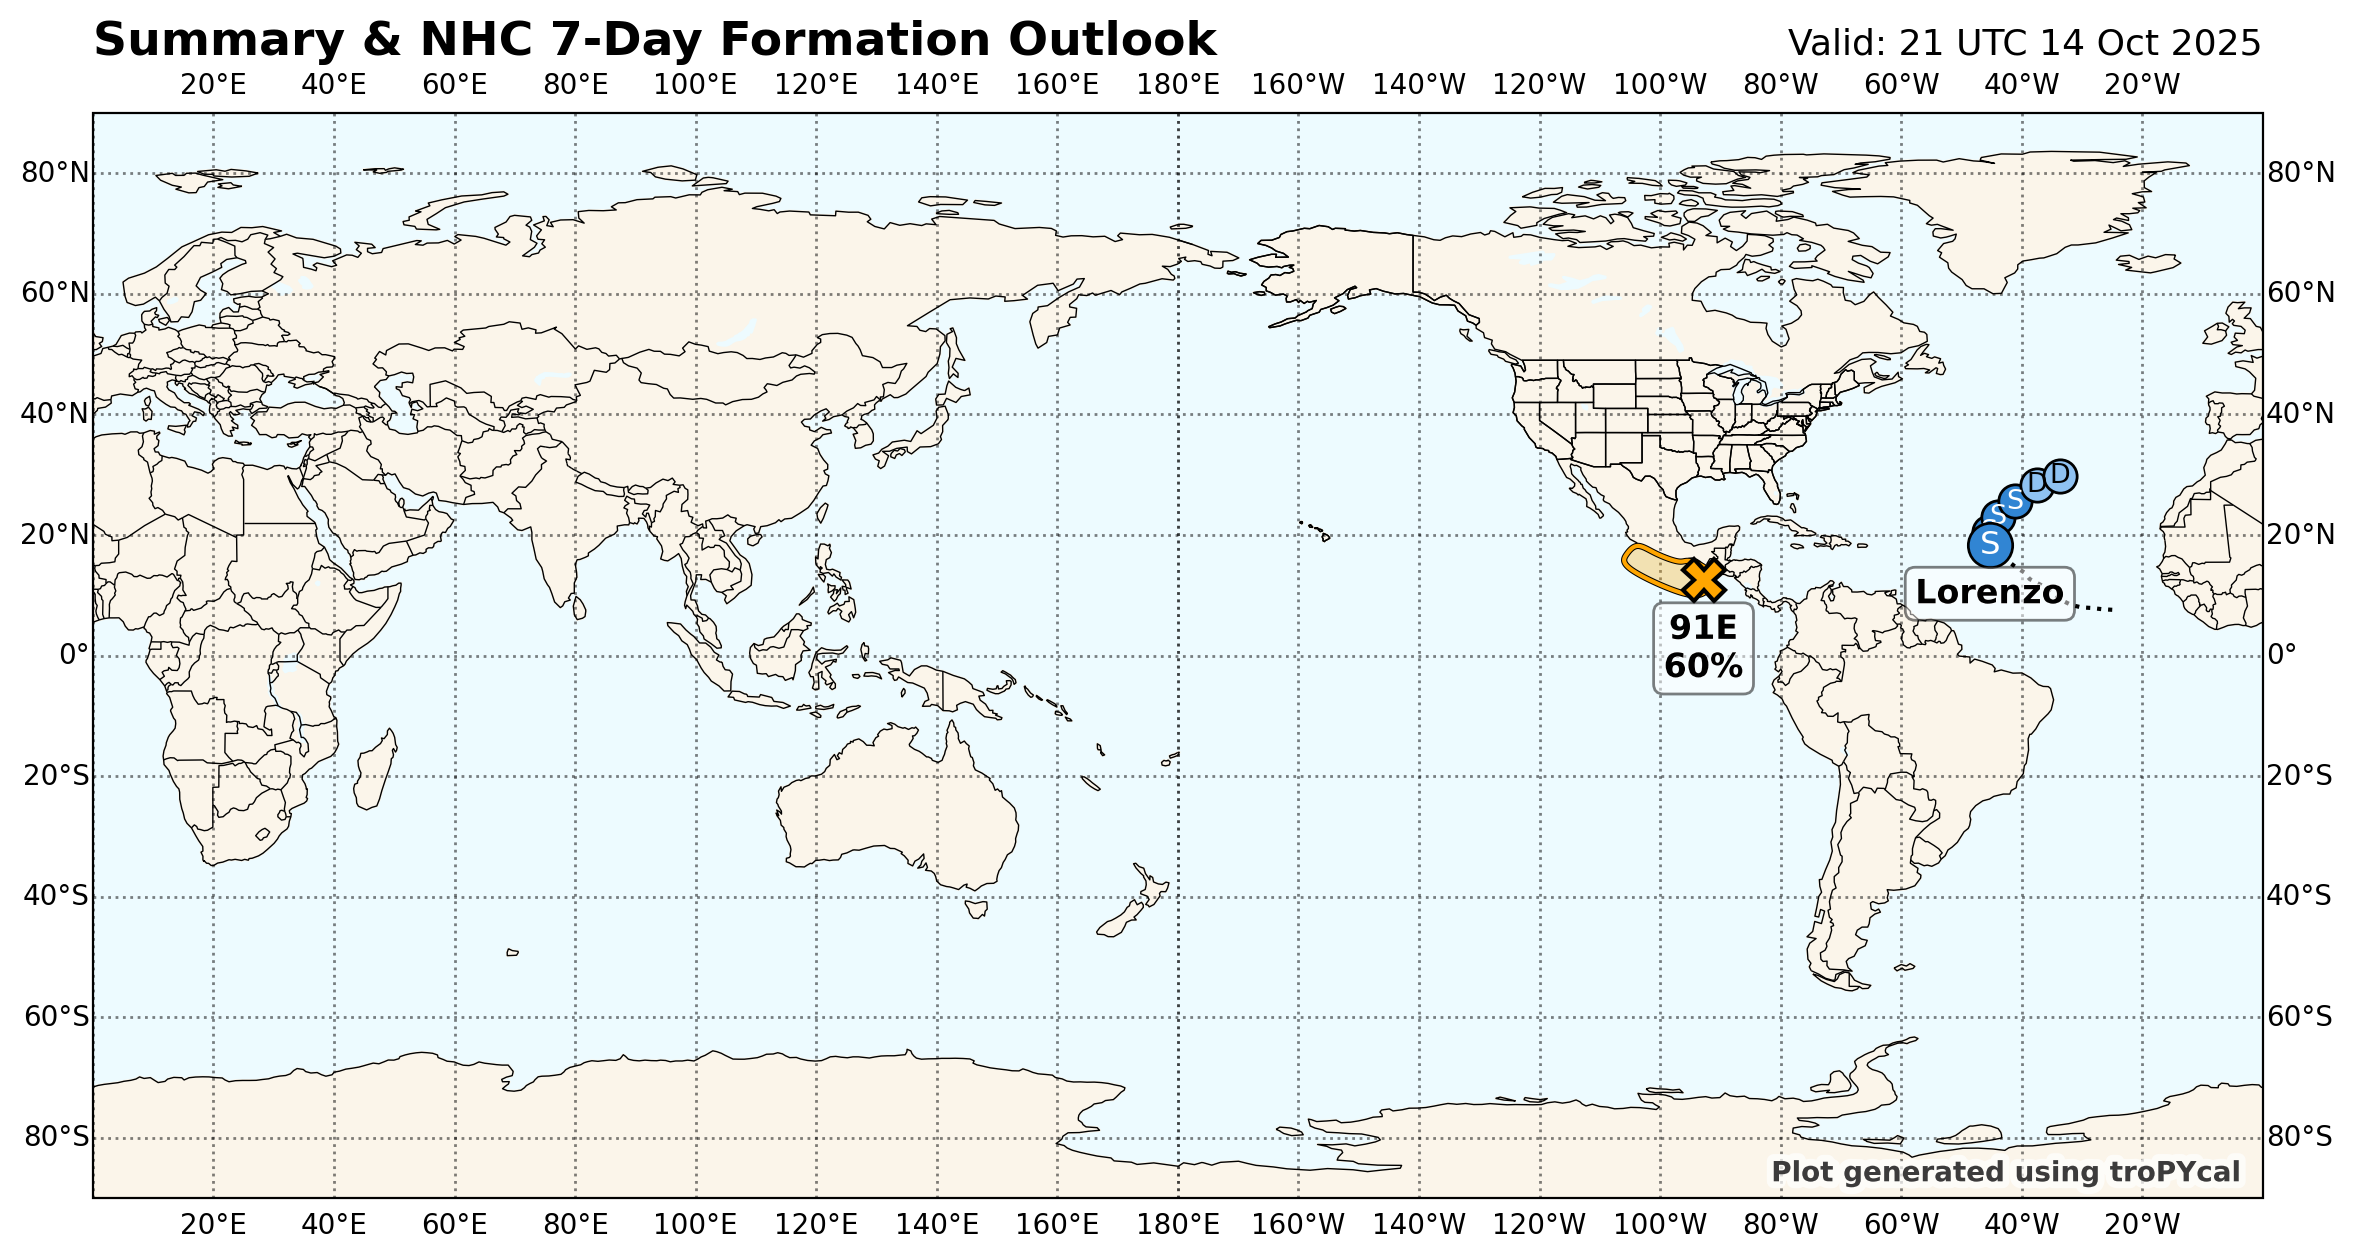 Summary & NHC 7-Day Formation Outlook
Valid: 21 UTC 14 Oct 2025
20°E 40°E 60°E 80°E 100°E 120°E 140°E 160°E 180°E 160°W 140°W 120°W 100°W 80°W 60°W 40°W 20°W
80°N 80°N
60°N 60°N
40°N 40°N
D D
S
S
20°N 20°N
S
Lorenzo
91E
60%
0° 0°
20°S 20°S
40°S 40°S
60°S 60°S
80°S 80°S
Plot generated using troPYcal
20°E 40°E 60°E 80°E 100°E 120°E 140°E 160°E 180°E 160°W 140°W 120°W 100°W 80°W 60°W 40°W 20°W